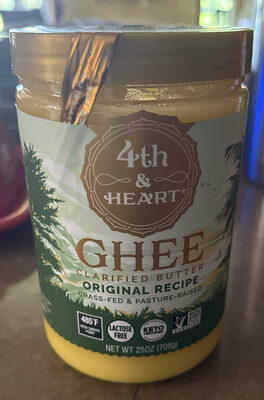 4th
&
HEART®
GHEE
CLARIFIED BUTTER
ORIGINAL RECIPE
GRASS-FED & PASTURE-RAISED
485°F
LACTOSE
FREE
KETO
NET WT 25OZ (709g)